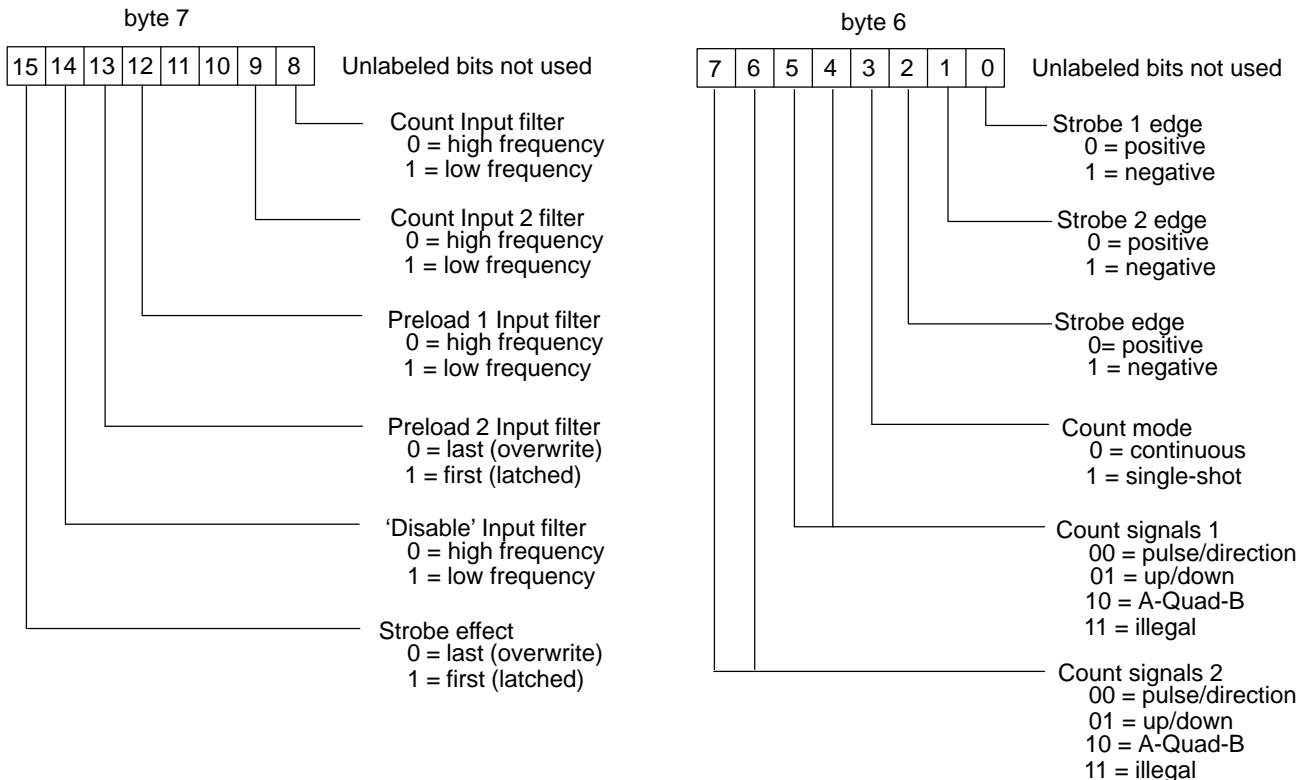 byte 7
15 14 13 12 11 10 9 8 Unlabeled bits not used
Count Input filter
0 = high frequency
1 = low frequency
Count Input 2 filter
0 = high frequency
1 = low frequency
Preload 1 Input filter
0 = high frequency
1 = low frequency
Preload 2 Input filter
0 = last (overwrite)
1 = first (latched)
‘Disable’ Input filter
0 = high frequency
1 = low frequency
Strobe effect
0 = last (overwrite)
1 = first (latched)
byte 6
7 6 5 4 3 2 1 0 Unlabeled bits not used
Strobe 1 edge
0 = positive
1 = negative
Strobe 2 edge
0 = positive
1 = negative
Strobe edge
0= positive
1 = negative
Count mode
0 = continuous
1 = single-shot
Count signals 1
00 = pulse/direction
01 = up/down
10 = A-Quad-B
11 = illegal
Count signals 2
00 = pulse/direction
01 = up/down
10 = A-Quad-B
11 = illegal